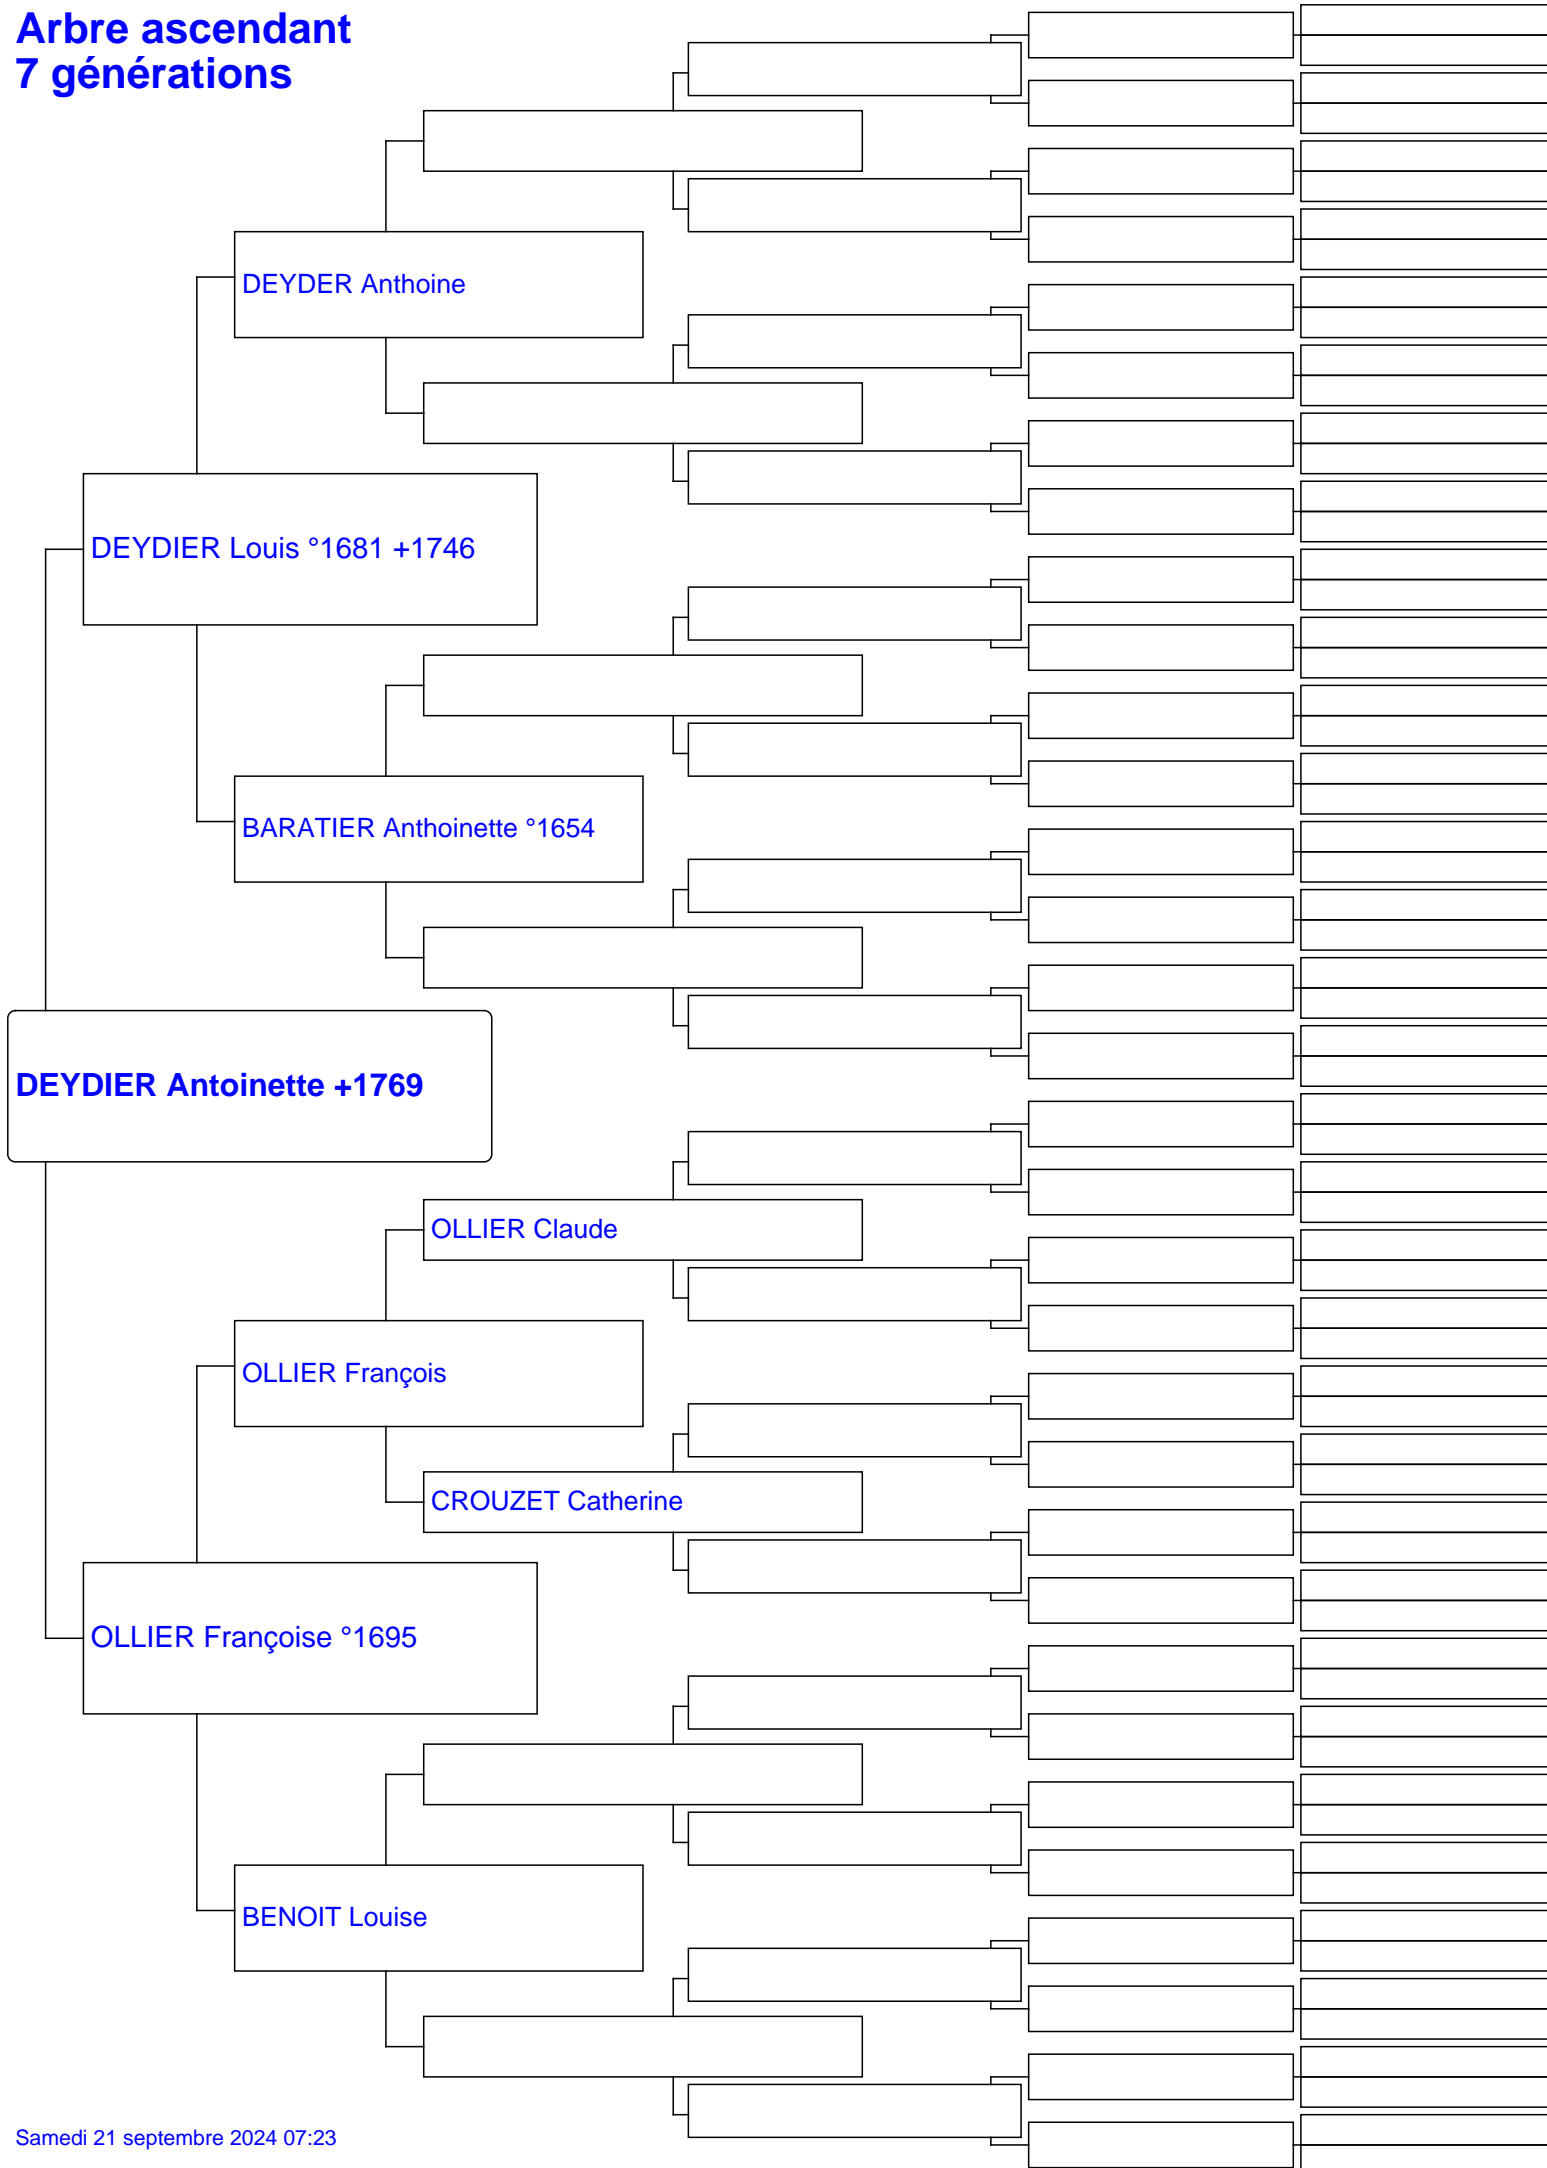 Arbre ascendant
7 générations
DEYDER Anthoine
DEYDIER Louis °1681 +1746
BARATIER Anthoinette °1654
DEYDIER Antoinette +1769
OLLIER Claude
OLLIER François
CROUZET Catherine
OLLIER Françoise °1695
BENOIT Louise
Samedi 21 septembre 2024 07:23